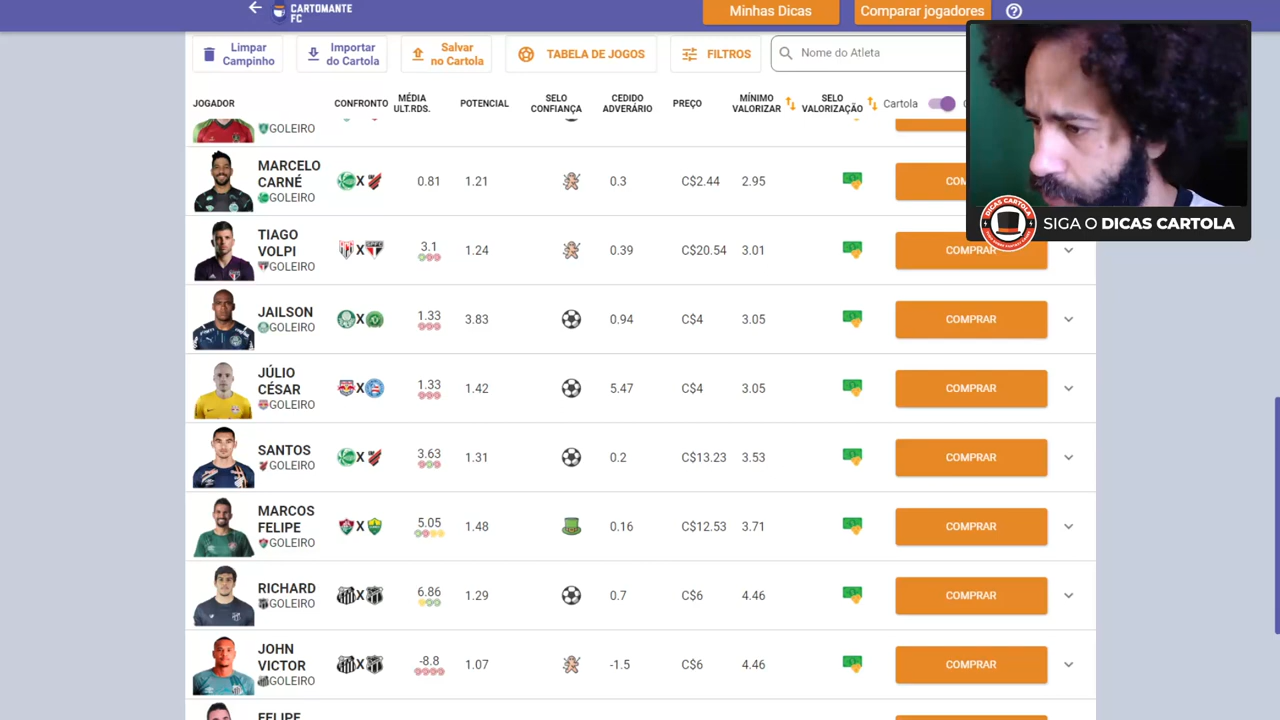 CARTOMANTE
FC
Minhas Dicas
Comparar jogadores
Limpar
Campinho
Importar
do Cartola
Salvar
no Cartola
TABELA DE JOGOS
FILTROS
Nome do Atleta
JOGADOR
CONFRONTO
MÉDIA
ULT.RDS.
POTENCIAL
SELO
CONFIANÇA
CEDIDO
ADVERÁRIO
PREÇO
MÍNIMO
VALORIZAR
SELO
VALORIZAÇÃO
Cartola
GOLEIRO
MARCELO
CARNÉ
GOLEIRO
X
0.81
1.21
0.3
C$2.44
2.95
COM
DICAS CARTOLA
SIGA O DICAS CARTOLA
TIAGO
VOLPI
GOLEIRO
X
3.1
1.24
0.39
C$20.54
3.01
COMPRAR
JAILSON
GOLEIRO
X
1.33
3.83
0.94
C$4
3.05
COMPRAR
JÚLIO
CÉSAR
GOLEIRO
X
1.33
1.42
5.47
C$4
3.05
COMPRAR
SANTOS
GOLEIRO
X
3.63
1.31
0.2
C$13.23
3.53
COMPRAR
MARCOS
FELIPE
GOLEIRO
X
5.05
1.48
0.16
C$12.53
3.71
COMPRAR
RICHARD
GOLEIRO
X
6.86
1.29
0.7
C$6
4.46
COMPRAR
JOHN
VICTOR
GOLEIRO
X
-8.8
1.07
-1.5
C$6
4.46
COMPRAR
FELIPE